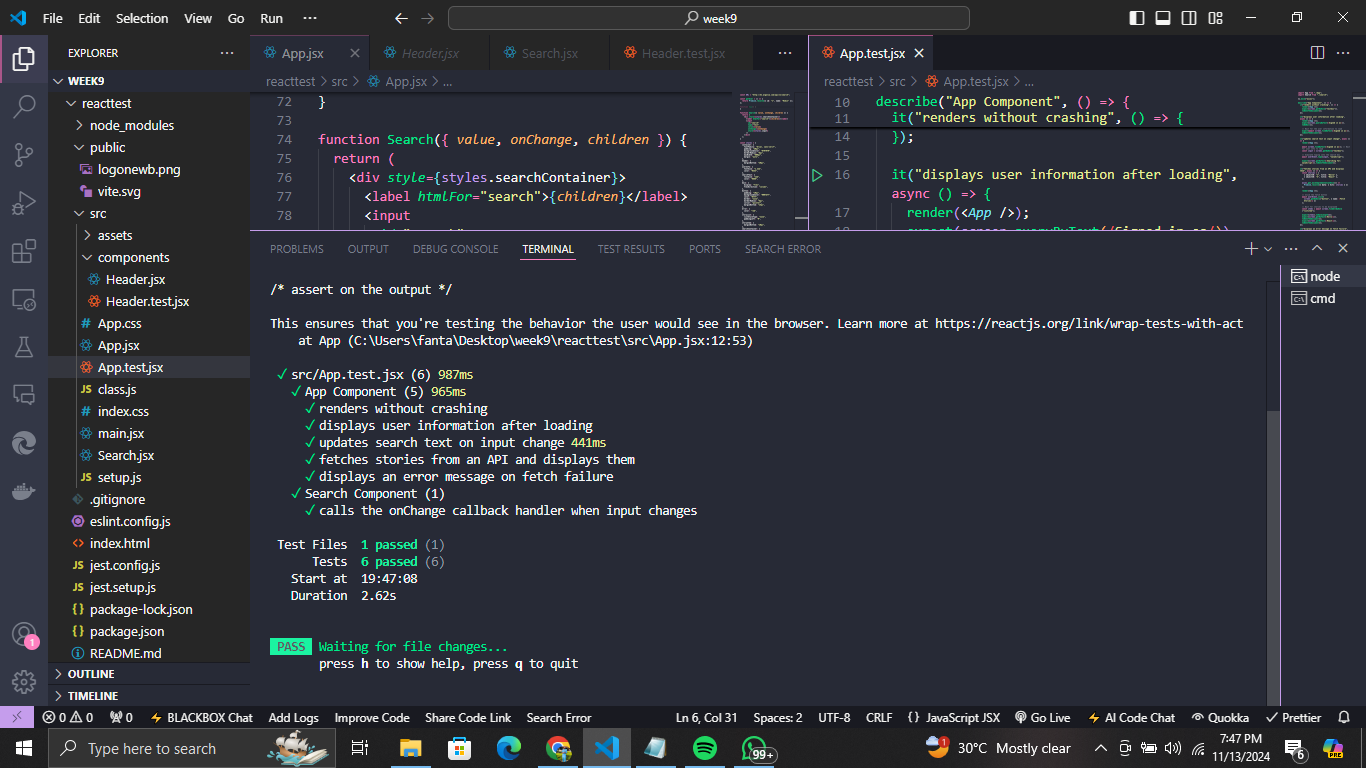 File Edit Selection View Go Run ···
week9
EXPLORER
WEEK9
reacttest
node_modules
public
logonewb.png
vite.svg
src
assets
components
Header.jsx
Header.test.jsx
App.css
App.jsx
App.test.jsx
JS class.js
index.css
main.jsx
Search.jsx
JS setup.js
.gitignore
eslint.config.js
index.html
JS jest.config.js
JS jest.setup.js
package-lock.json
package.json
README.md
OUTLINE
TIMELINE
App.jsx Header.jsx Search.jsx Header.test.jsx ···
reacttest > src > App.jsx > ...
72 }
73
74 function Search({ value, onChange, children }) {
75 return (
76 <div style={styles.searchContainer}>
77 <label htmlFor="search">{children}</label>
78 <input
App.test.jsx
reacttest > src > App.test.jsx > ...
10 describe("App Component", () => {
11 it("renders without crashing", () => {
14 });
15
16 it("displays user information after loading",
async () => {
17 render(<App />);
PROBLEMS OUTPUT DEBUG CONSOLE TERMINAL TEST RESULTS PORTS SEARCH ERROR
node
cmd
/* assert on the output */
This ensures that you're testing the behavior the user would see in the browser. Learn more at https://reactjs.org/link/wrap-tests-with-act
at App (C:\Users\fanta\Desktop\week9\reacttest\src\App.jsx:12:53)
✓ src/App.test.jsx (6) 987ms
✓ App Component (5) 965ms
✓ renders without crashing
✓ displays user information after loading
✓ updates search text on input change 441ms
✓ fetches stories from an API and displays them
✓ displays an error message on fetch failure
✓ Search Component (1)
✓ calls the onChange callback handler when input changes
Test Files 1 passed (1)
Tests 6 passed (6)
Start at 19:47:08
Duration 2.62s
PASS Waiting for file changes...
press h to show help, press q to quit
0 0 0 BLACKBOX Chat Add Logs Improve Code Share Code Link Search Error Ln 6, Col 31 Spaces: 2 UTF-8 CRLF {} JavaScript JSX Go Live AI Code Chat Quokka Prettier
Type here to search
99+
30°C Mostly clear
7:47 PM
11/13/2024
6